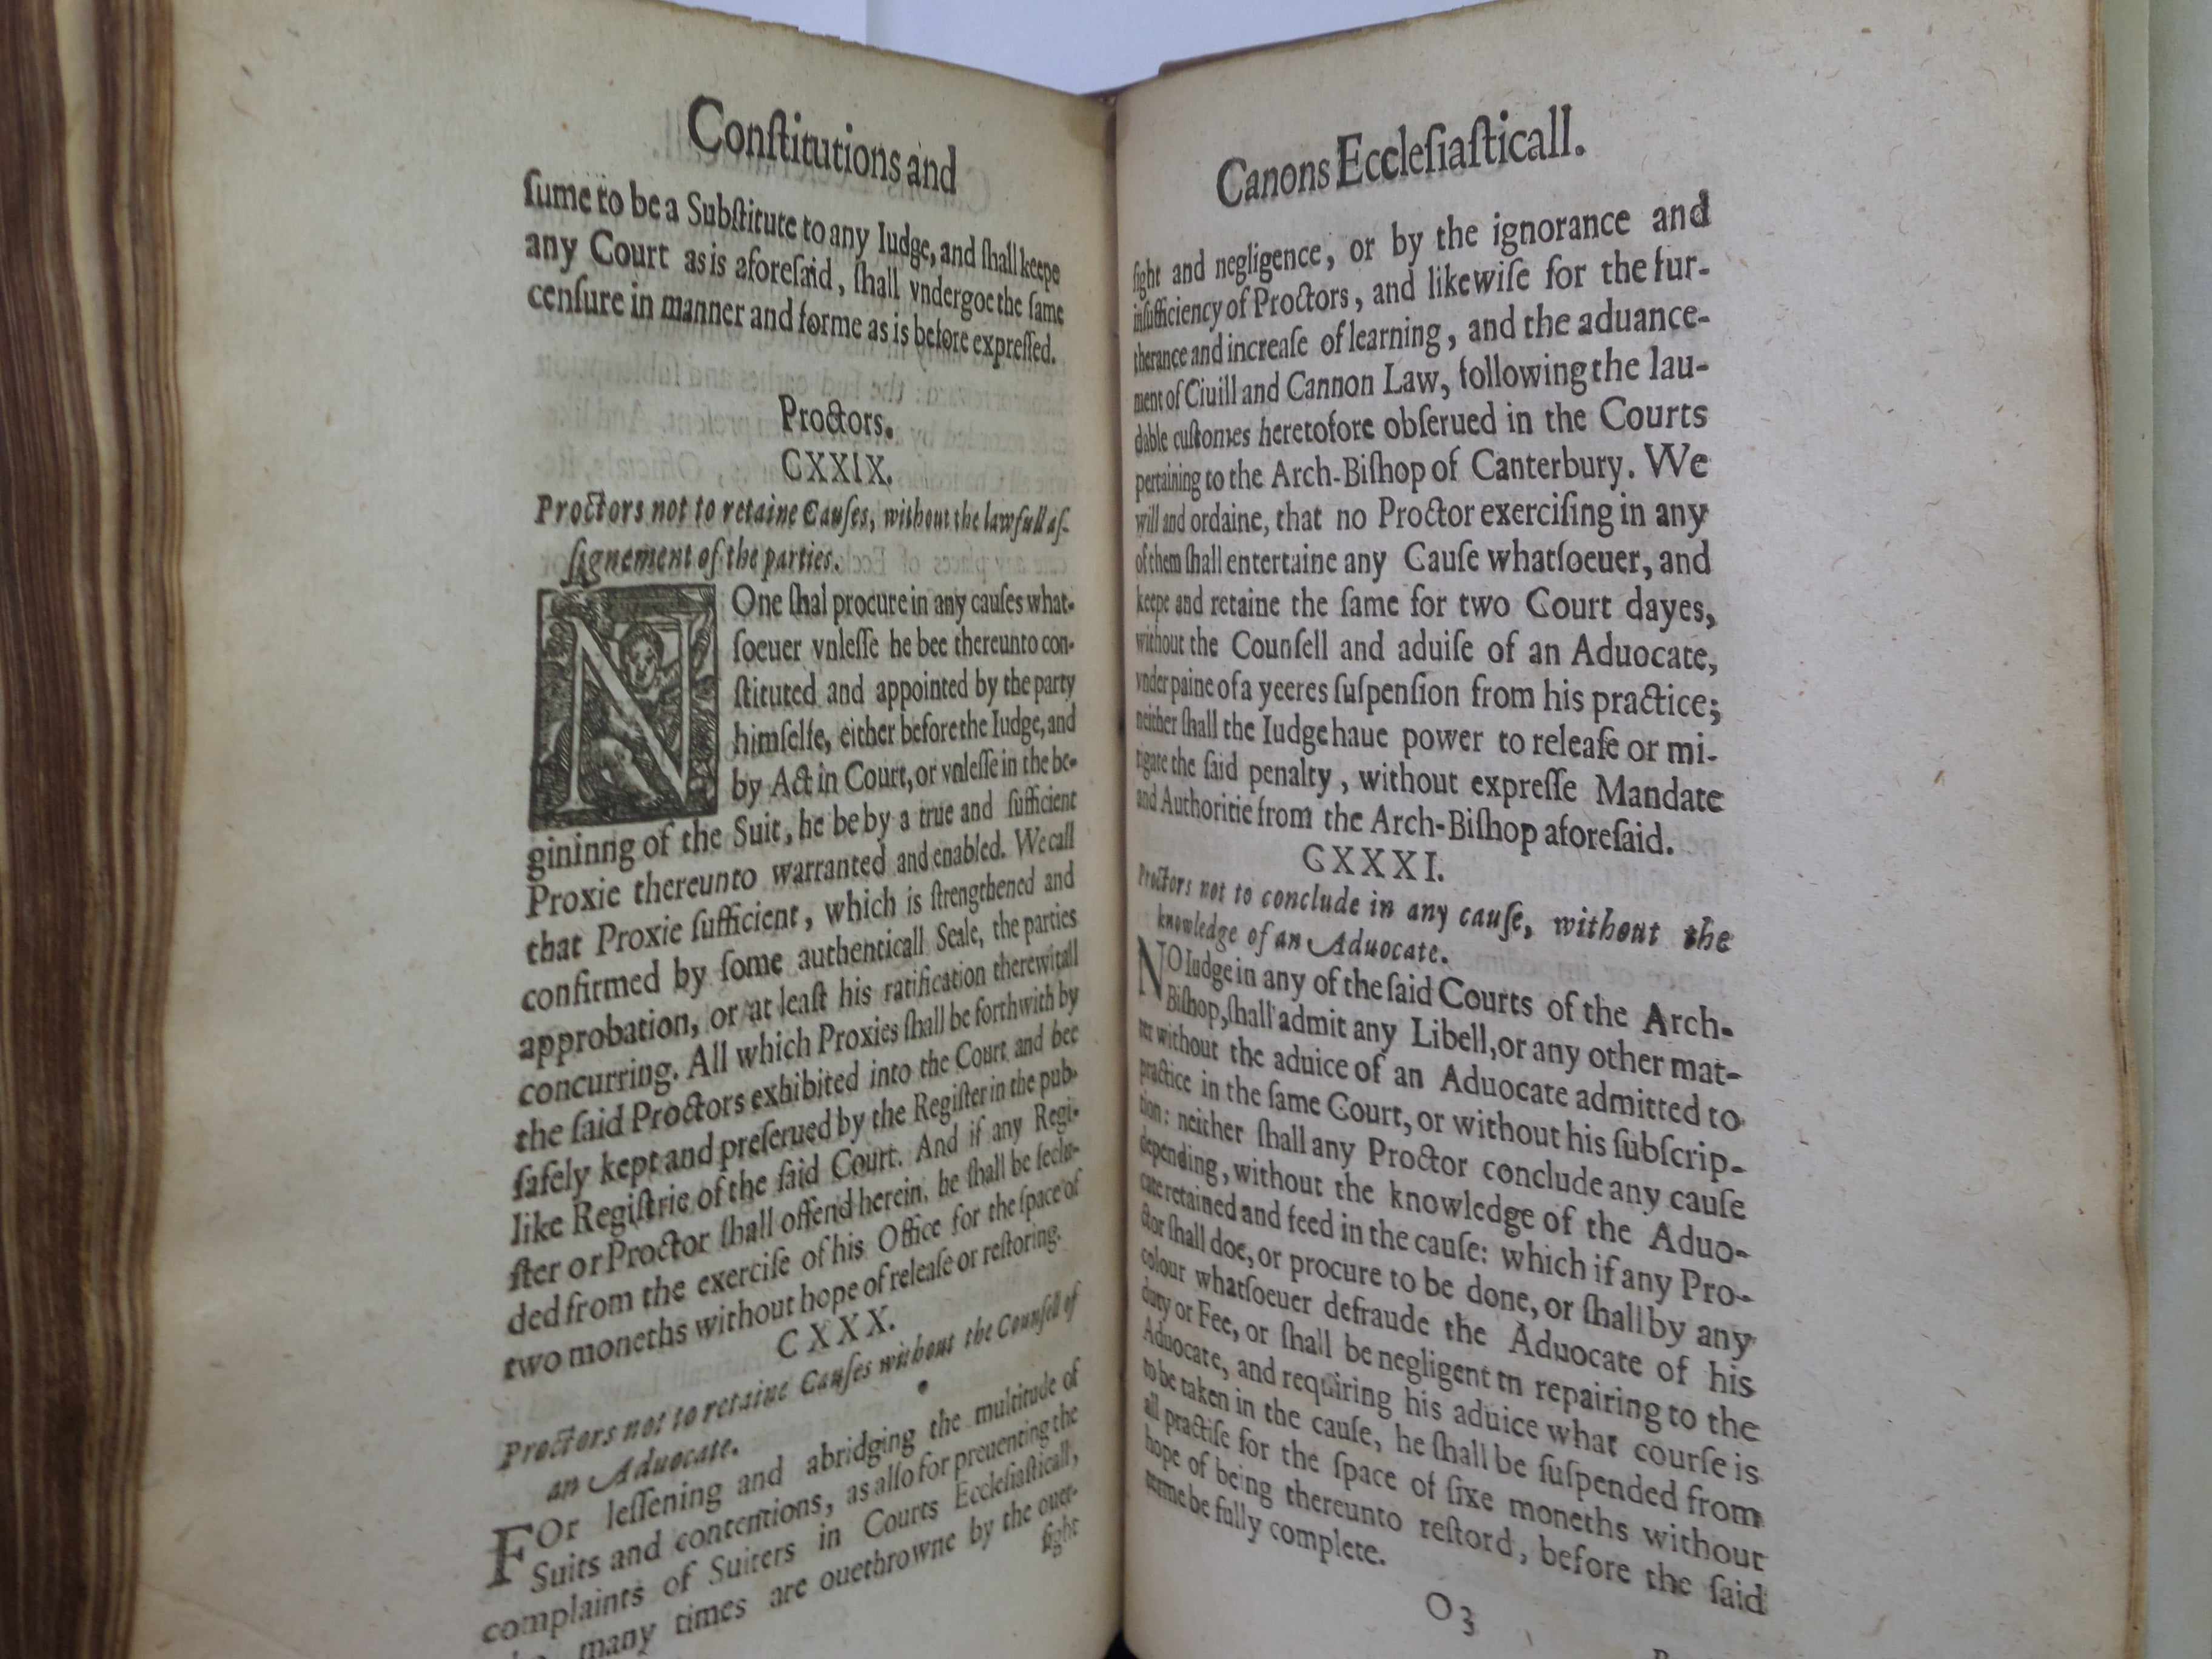 Conſtitutions and
ſume to be a Subſtitute to any Iudge, and ſhall keepe
any Court as is aforeſaid, ſhall vndergoe the ſame
cenſure in manner and forme as is before expreſſed.
Proctors.
CXXIX.
Proctors not to retaine Cauſes, without the lawfull aſ-
ſignement of the parties.
NOne ſhal procure in any cauſes what-
ſoeuer vnleſſe he bee thereunto con-
ſtituted and appointed by the party
himſelfe, either before the Iudge, and
by Act in Court, or vnleſſe in the be-
gininng of the Suit, he be by a true and ſufficient
Proxie thereunto warranted and enabled. We call
that Proxie ſufficient, which is ſtrengthened and
confirmed by ſome authenticall Seale, the parties
approbation, or at leaſt his ratification therewitall
concurring. All which Proxies ſhall be forthwith by
the ſaid Proctors exhibited into the Court and bee
ſafely kept and preſerued by the Regiſter in the pub-
like Regiſtrie of the ſaid Court. And if any Regi-
ſter or Proctor ſhall offend herein, he ſhall be ſeclu-
ded from the exerciſe of his Office for the ſpace of
two moneths without hope of releaſe or reſtoring.
CXXX.
Proctors not to retaine Cauſes without the Counſell of
an Aduocate.
FOr leſſening and abridging the multitude of
Suits and contentions, as alſo for preuenting the
complaints of Suiters in Courts Eccleſiaſticall,
many times are ouethrowne by the ouer-
ſight
Canons Eccleſiaſticall.
ſight and negligence, or by the ignorance and
inſufficiency of Proctors, and likewiſe for the fur-
therance and increaſe of learning, and the aduance-
ment of Ciuill and Cannon Law, following the lau-
dable cuſtomes heretofore obſerued in the Courts
pertaining to the Arch-Biſhop of Canterbury. We
will and ordaine, that no Proctor exerciſing in any
of them ſhall entertaine any Cauſe whatſoeuer, and
keepe and retaine the ſame for two Court dayes,
without the Counſell and aduiſe of an Aduocate,
vnder paine of a yeeres ſuſpenſion from his practice;
neither ſhall the Iudge haue power to releaſe or mi-
tigate the ſaid penalty, without expreſſe Mandate
and Authoritie from the Arch-Biſhop aforeſaid.
CXXXI.
Proctors not to conclude in any cauſe, without the
knowledge of an Aduocate.
NO Iudge in any of the ſaid Courts of the Arch-
Biſhop, ſhall admit any Libell, or any other mat-
ter without the aduice of an Aduocate admitted to
practice in the ſame Court, or without his ſubſcrip-
tion: neither ſhall any Proctor conclude any cauſe
depending, without the knowledge of the Aduo-
cate retained and feed in the cauſe: which if any Pro-
ctor ſhall doe, or procure to be done, or ſhall by any
colour whatſoeuer defraude the Aduocate of his
duty or Fee, or ſhall be negligent tn repairing to the
Aduocate, and requiring his aduice what courſe is
to be taken in the cauſe, he ſhall be ſuſpended from
all practiſe for the ſpace of ſixe moneths without
hope of being thereunto reſtord, before the ſaid
terme be fully complete.
O3